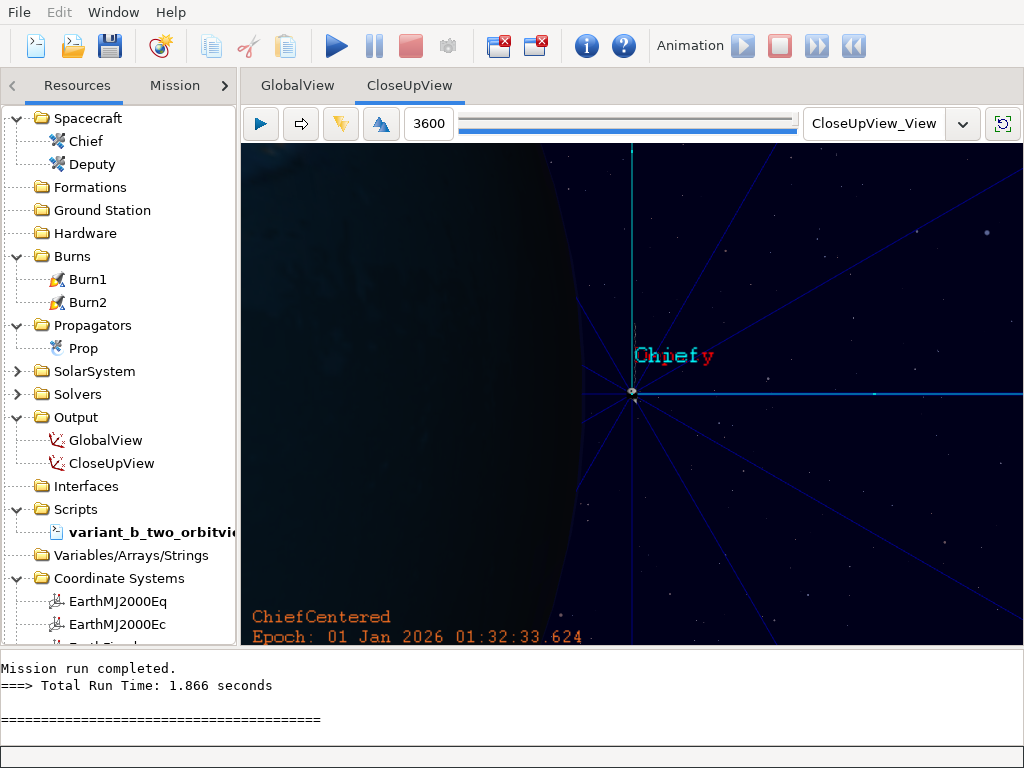 File Edit Window Help
Animation
Resources Mission
GlobalView CloseUpView
3600 CloseUpView_View
Spacecraft
Chief
Deputy
Formations
Ground Station
Hardware
Burns
Burn1
Burn2
Propagators
Prop
SolarSystem
Solvers
Output
GlobalView
CloseUpView
Interfaces
Scripts
variant_b_two_orbitvi
Variables/Arrays/Strings
Coordinate Systems
EarthMJ2000Eq
EarthMJ2000Ec
Chief
ChiefCentered
Epoch: 01 Jan 2026 01:32:33.624
Mission run completed.
===> Total Run Time: 1.866 seconds
========================================